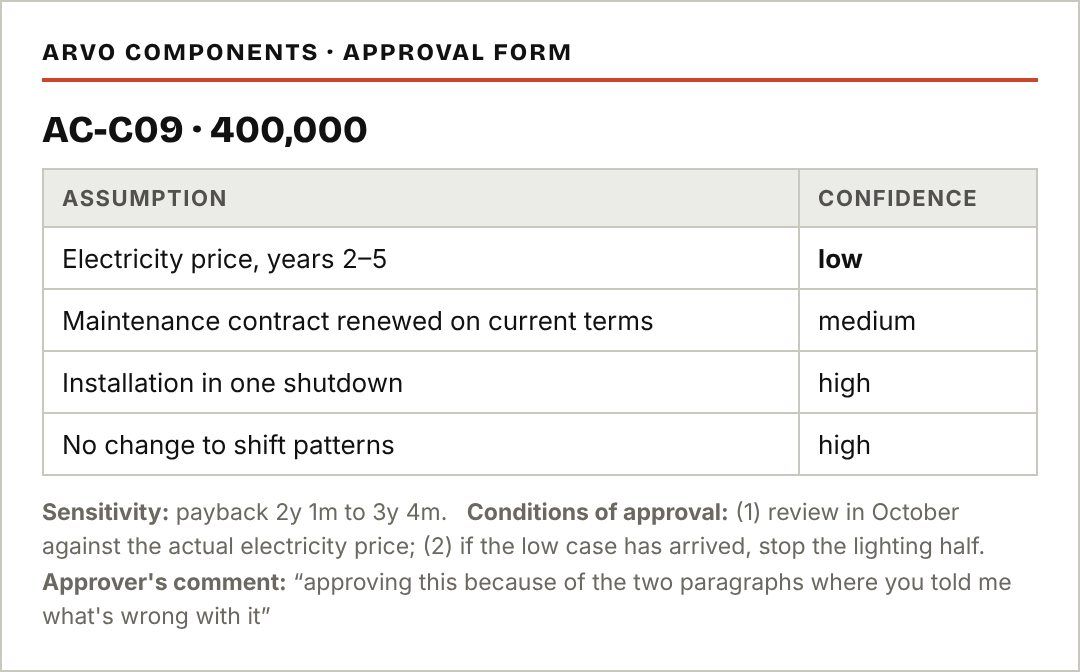 ARVO COMPONENTS · APPROVAL FORM
AC-C09 · 400,000
ASSUMPTION CONFIDENCE
Electricity price, years 2–5 low
Maintenance contract renewed on current terms medium
Installation in one shutdown high
No change to shift patterns high
Sensitivity: payback 2y 1m to 3y 4m. Conditions of approval: (1) review in October
against the actual electricity price; (2) if the low case has arrived, stop the lighting half.
Approver's comment: “approving this because of the two paragraphs where you told me
what's wrong with it”